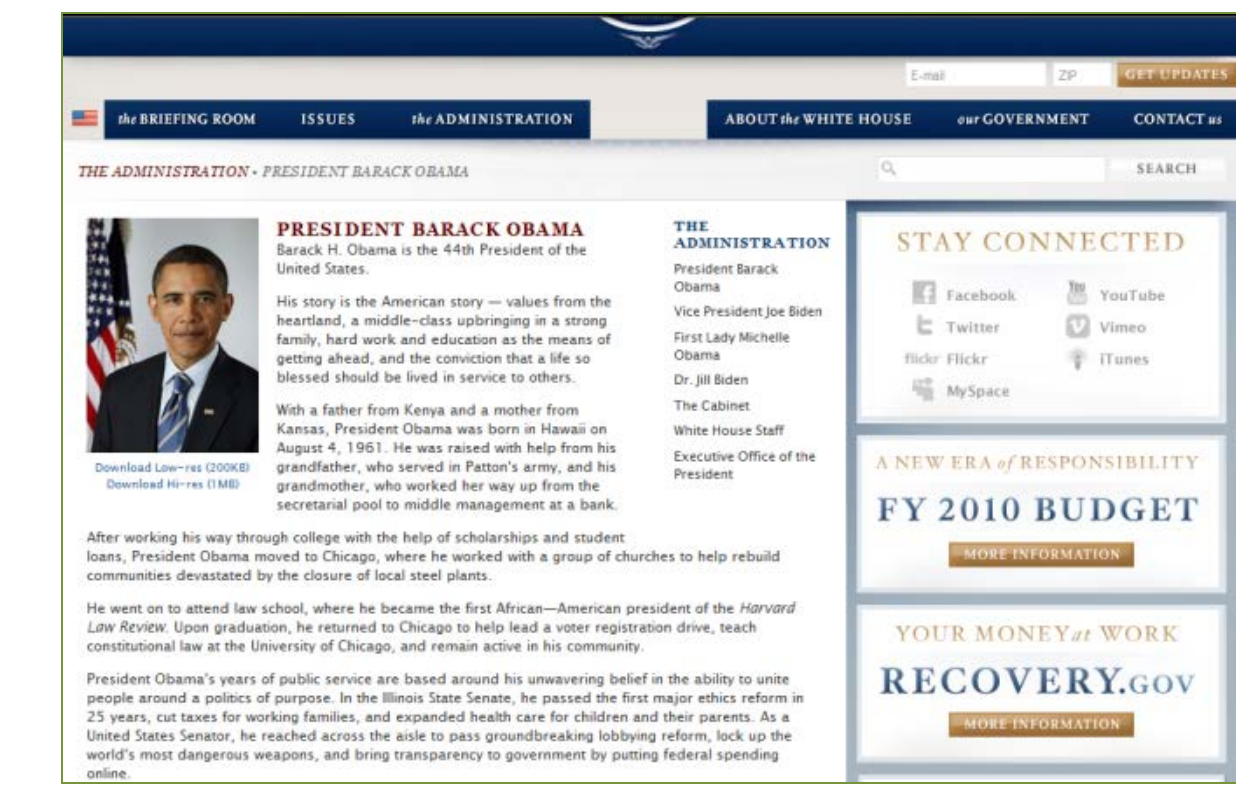 E-mail ZIP GET UPDATES
the BRIEFING ROOM ISSUES the ADMINISTRATION ABOUT the WHITE HOUSE our GOVERNMENT CONTACT us
THE ADMINISTRATION • PRESIDENT BARACK OBAMA
SEARCH
PRESIDENT BARACK OBAMA
Barack H. Obama is the 44th President of the
United States.
His story is the American story — values from the
heartland, a middle-class upbringing in a strong
family, hard work and education as the means of
getting ahead, and the conviction that a life so
blessed should be lived in service to others.
With a father from Kenya and a mother from
Kansas, President Obama was born in Hawaii on
August 4, 1961. He was raised with help from his
grandfather, who served in Patton's army, and his
grandmother, who worked her way up from the
secretarial pool to middle management at a bank.
Download Low-res (200KB)
Download Hi-res (1MB)
After working his way through college with the help of scholarships and student
loans, President Obama moved to Chicago, where he worked with a group of churches to help rebuild
communities devastated by the closure of local steel plants.
He went on to attend law school, where he became the first African—American president of the Harvard
Law Review. Upon graduation, he returned to Chicago to help lead a voter registration drive, teach
constitutional law at the University of Chicago, and remain active in his community.
President Obama's years of public service are based around his unwavering belief in the ability to unite
people around a politics of purpose. In the Illinois State Senate, he passed the first major ethics reform in
25 years, cut taxes for working families, and expanded health care for children and their parents. As a
United States Senator, he reached across the aisle to pass groundbreaking lobbying reform, lock up the
world's most dangerous weapons, and bring transparency to government by putting federal spending
online.
THE
ADMINISTRATION
President Barack
Obama
Vice President Joe Biden
First Lady Michelle
Obama
Dr. Jill Biden
The Cabinet
White House Staff
Executive Office of the
President
STAY CONNECTED
Facebook
You YouTube
Twitter
Vimeo
flickr Flickr
iTunes
MySpace
A NEW ERA of RESPONSIBILITY
FY 2010 BUDGET
MORE INFORMATION
YOUR MONEY at WORK
RECOVERY.GOV
MORE INFORMATION